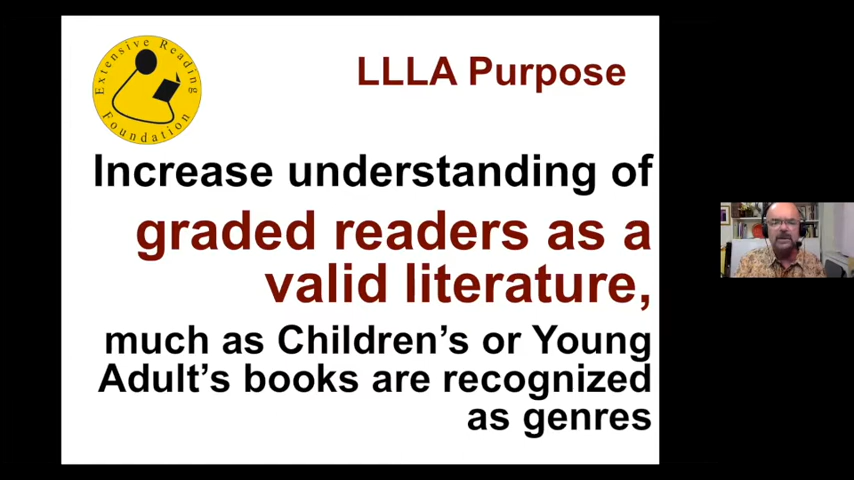 Extensive Reading
Foundation
LLLA Purpose
Increase understanding of
graded readers as a
valid literature,
much as Children's or Young
Adult's books are recognized
as genres